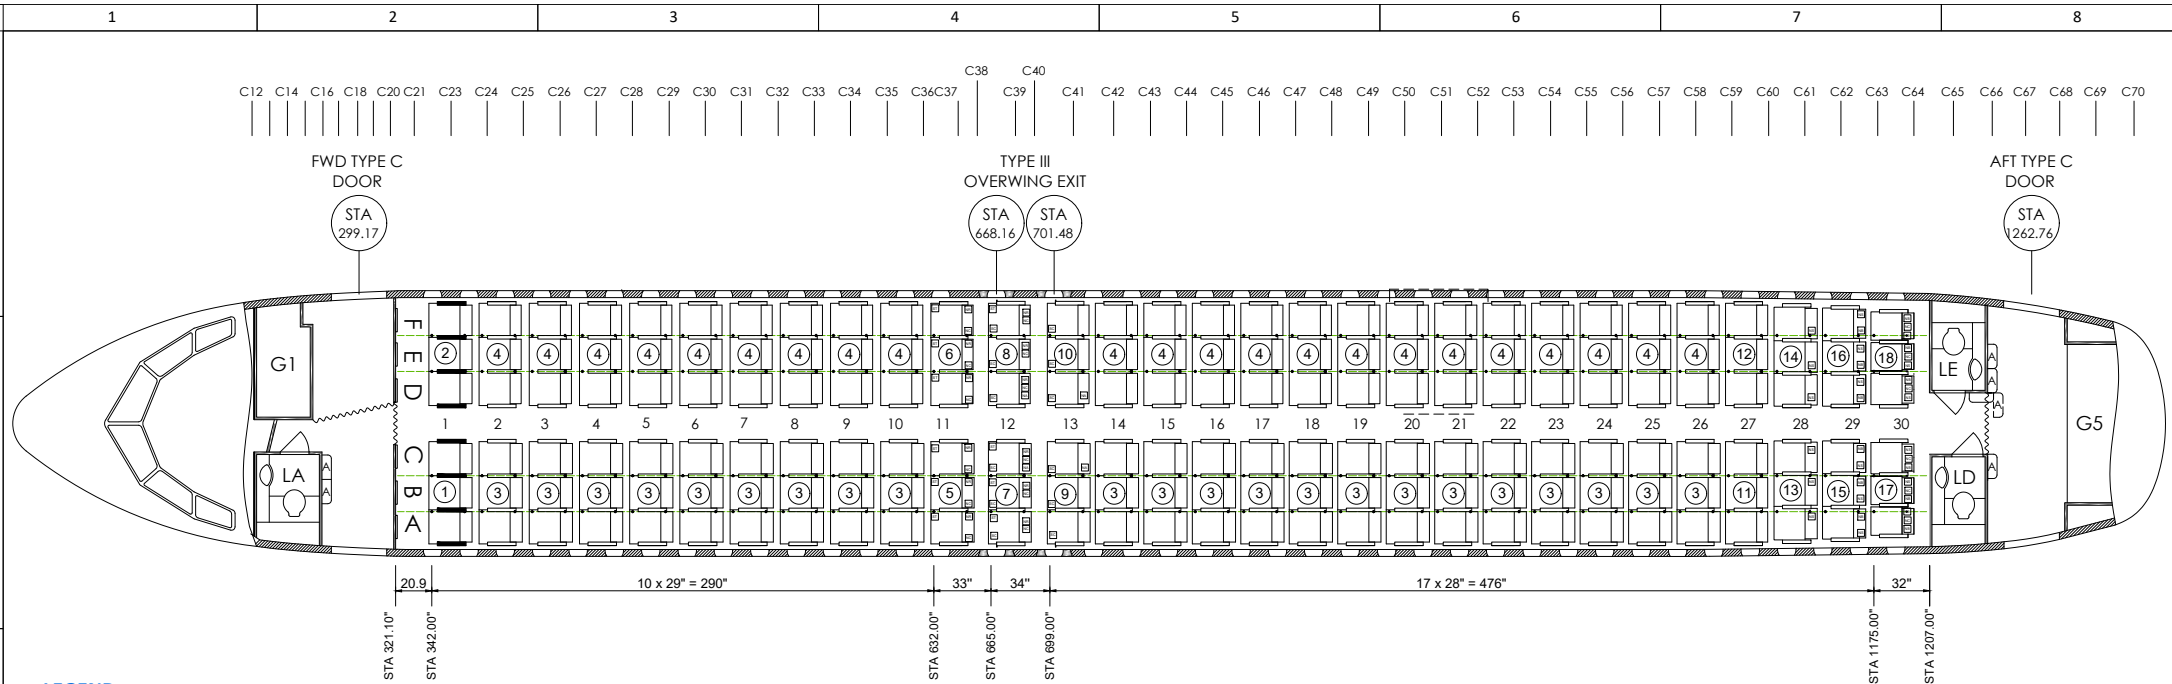 1 2 3 4 5 6 7 8
C38 C40
C12 C14 C16 C18 C20 C21 C23 C24 C25 C26 C27 C28 C29 C30 C31 C32 C33 C34 C35 C36 C37 C39 C41 C42 C43 C44 C45 C46 C47 C48 C49 C50 C51 C52 C53 C54 C55 C56 C57 C58 C59 C60 C61 C62 C63 C64 C65 C66 C67 C68 C69 C70
FWD TYPE C
DOOR
STA
299.17
TYPE III
OVERWING EXIT
STA
668.16
STA
701.48
AFT TYPE C
DOOR
STA
1262.76
G1
F
E
D
2 4 4 4 4 4 4 4 4 4 6 8 10 4 4 4 4 4 4 4 4 4 4 4 4 4 12 14 16 18
LE
A
A
A
1 2 3 4 5 6 7 8 9 10 11 12 13 14 15 16 17 18 19 20 21 22 23 24 25 26 27 28 29 30
G5
C
B
A
LA
A
A
1 3 3 3 3 3 3 3 3 3 5 7 9 3 3 3 3 3 3 3 3 3 3 3 3 3 11 13 15 17
LD
A
20.9 10 x 29" = 290" 33" 34" 17 x 28" = 476" 32"
STA 321.10"
STA 342.00"
STA 632.00"
STA 665.00"
STA 699.00"
STA 1175.00"
STA 1207.00"